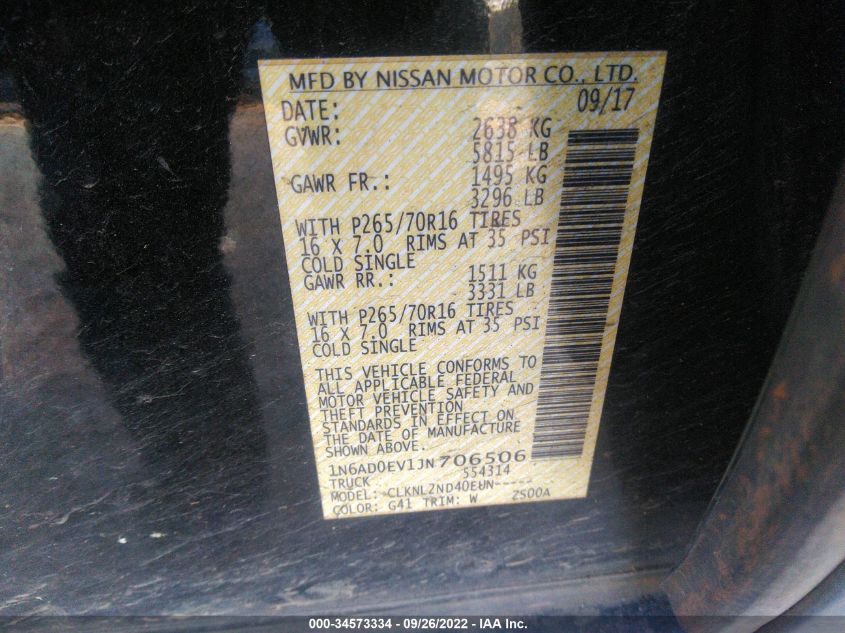 MFD BY NISSAN MOTOR CO., LTD.
DATE: 09/17
GVWR: 2638 KG
5815 LB
GAWR FR.: 1495 KG
3296 LB
WITH P265/70R16 TIRES
16 X 7.0 RIMS AT 35 PSI
COLD SINGLE
GAWR RR.: 1511 KG
3331 LB
WITH P265/70R16 TIRES
16 X 7.0 RIMS AT 35 PSI
COLD SINGLE
THIS VEHICLE CONFORMS TO
ALL APPLICABLE FEDERAL
MOTOR VEHICLE SAFETY AND
THEFT PREVENTION
STANDARDS IN EFFECT ON
THE DATE OF MANUFACTURE
SHOWN ABOVE.
1N6AD0EV1JN706506
TRUCK 554314
MODEL: CLKNLZND40EUN-----
COLOR: G41 TRIM: W ZS00A
000-34573334 - 09/26/2022 - IAA Inc.